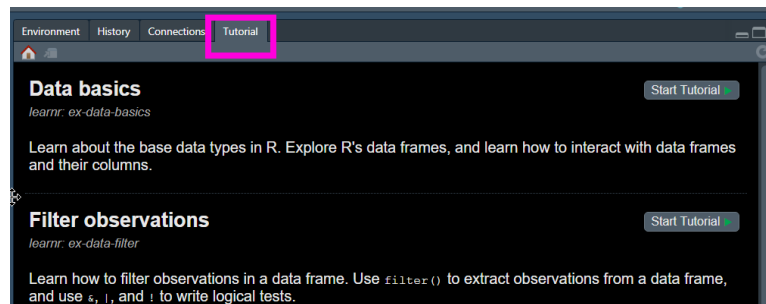 Environment History Connections Tutorial
Data basics Start Tutorial
learnr: ex-data-basics
Learn about the base data types in R. Explore R's data frames, and learn how to interact with data frames
and their columns.
Filter observations Start Tutorial
learnr: ex-data-filter
Learn how to filter observations in a data frame. Use filter() to extract observations from a data frame,
and use &, |, and ! to write logical tests.